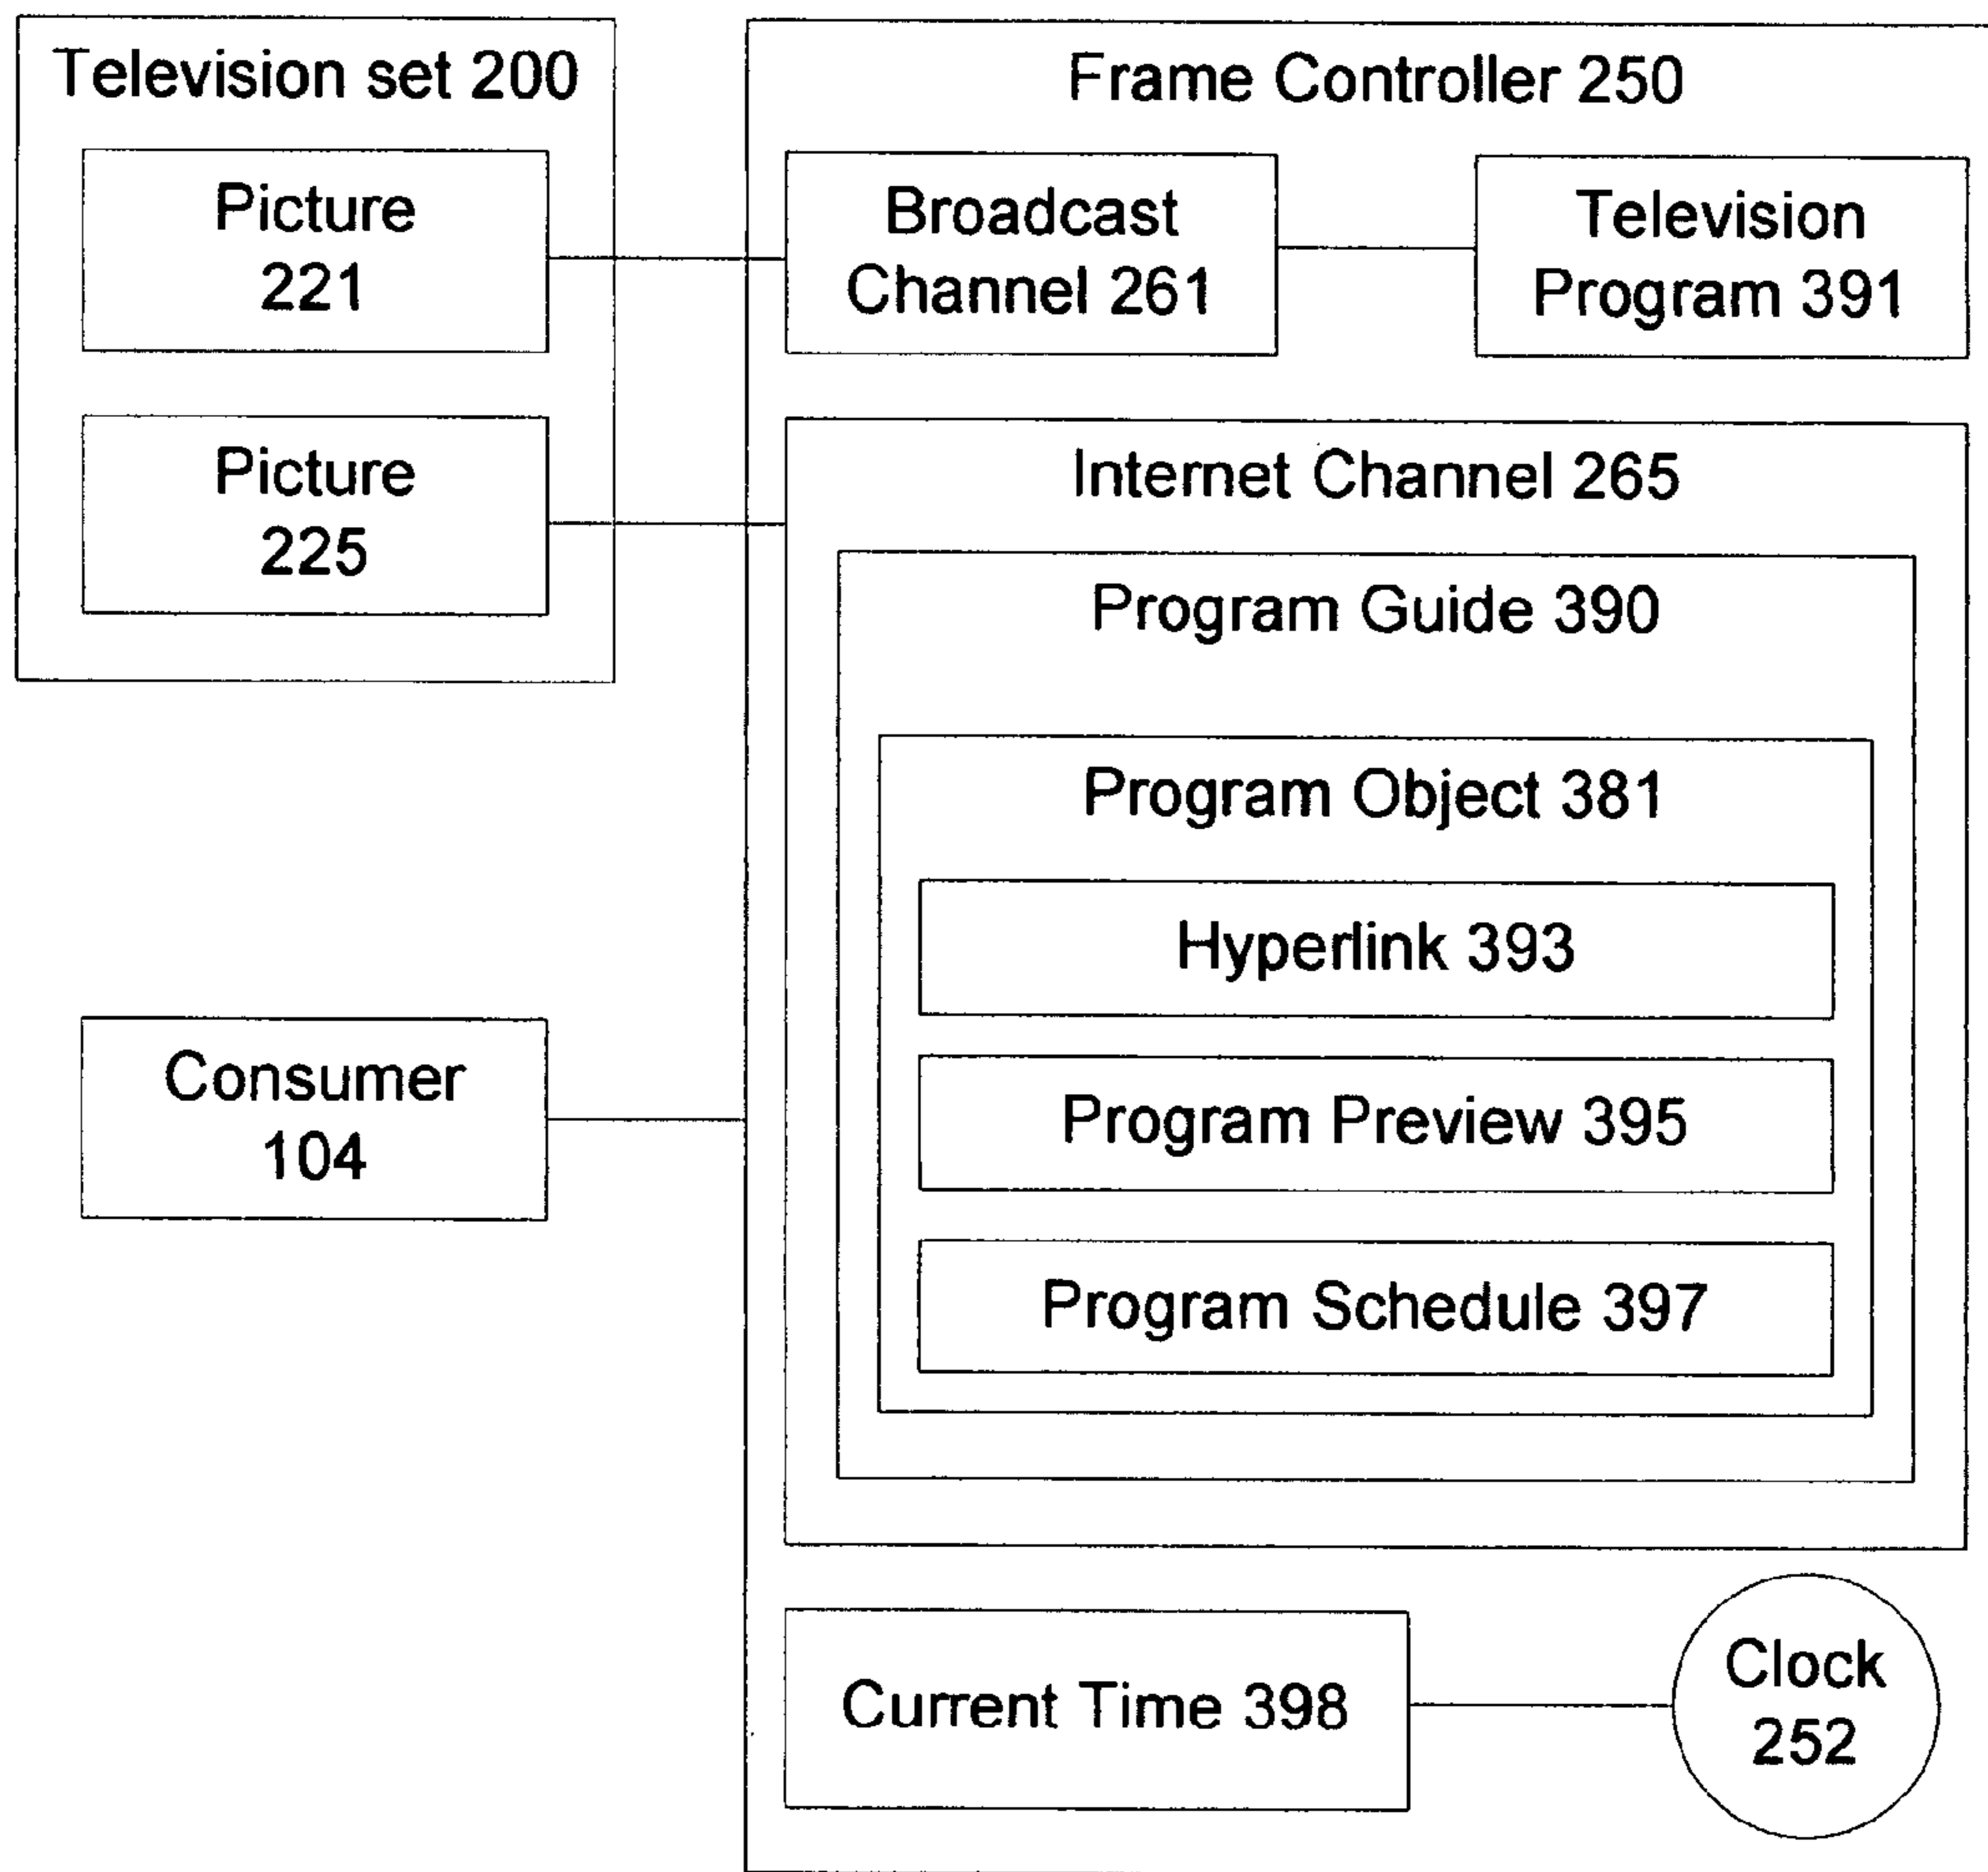 Television set 200
Picture
221
Picture
225
Consumer
104
Frame Controller 250
Broadcast
Channel 261
Television
Program 391
Internet Channel 265
Program Guide 390
Program Object 381
Hyperlink 393
Program Preview 395
Program Schedule 397
Current Time 398
Clock
252